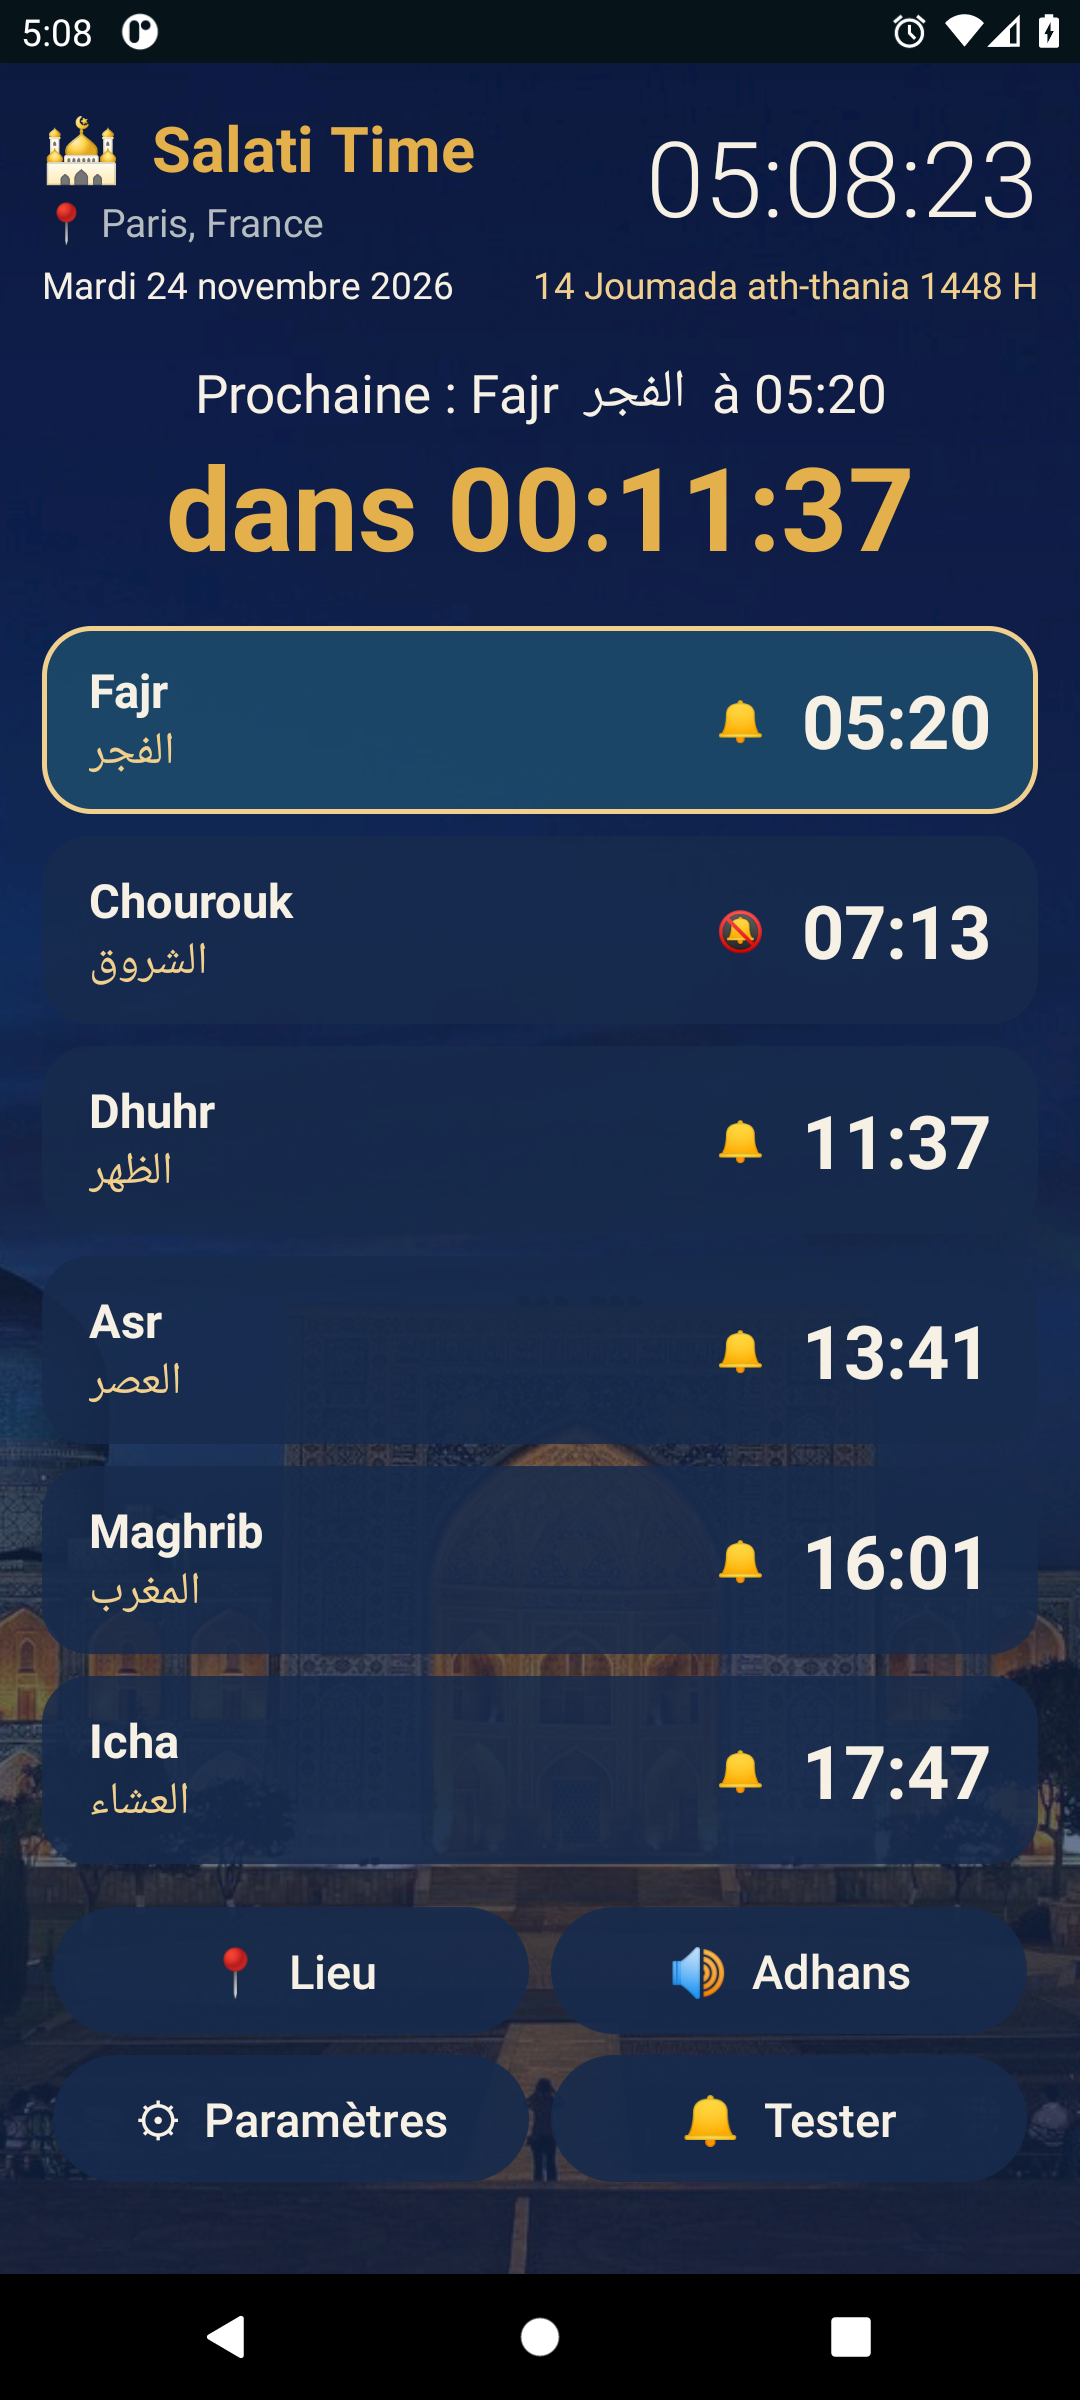 5:08
Salati Time
05:08:23
Paris, France
Mardi 24 novembre 2026
14 Joumada ath-thania 1448 H
Prochaine : Fajr الفجر à 05:20
dans 00:11:37
Fajr
الفجر
05:20
Chourouk
الشروق
07:13
Dhuhr
الظهر
11:37
Asr
العصر
13:41
Maghrib
المغرب
16:01
Icha
العشاء
17:47
Lieu
Adhans
Paramètres
Tester